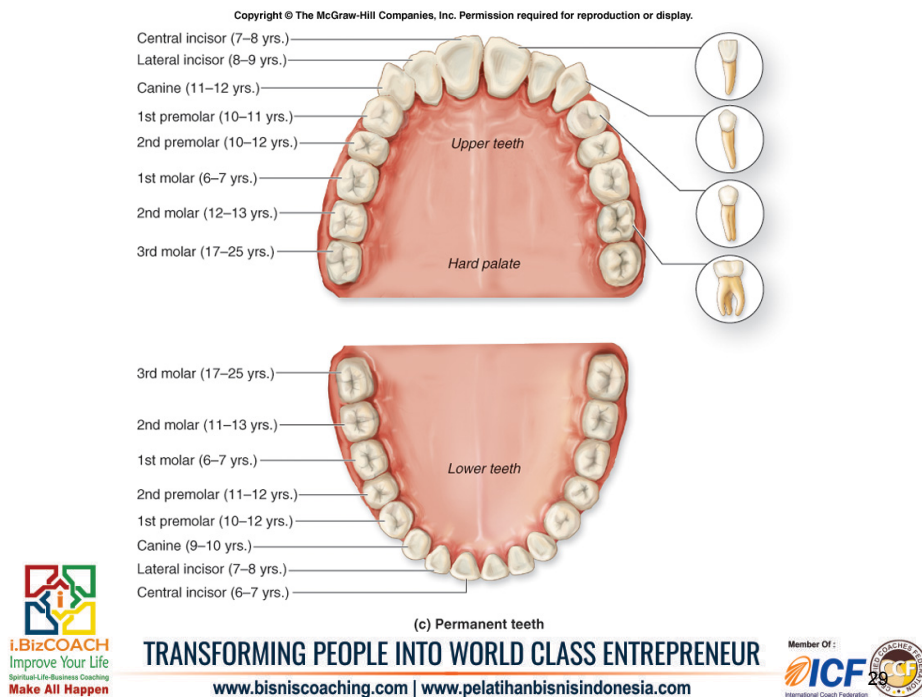 Copyright © The McGraw-Hill Companies, Inc. Permission required for reproduction or display.
Central incisor (7–8 yrs.)
Lateral incisor (8–9 yrs.)
Canine (11–12 yrs.)
1st premolar (10–11 yrs.)
2nd premolar (10–12 yrs.)
1st molar (6–7 yrs.)
2nd molar (12–13 yrs.)
3rd molar (17–25 yrs.)
Upper teeth
Hard palate
3rd molar (17–25 yrs.)
2nd molar (11–13 yrs.)
1st molar (6–7 yrs.)
2nd premolar (11–12 yrs.)
1st premolar (10–12 yrs.)
Canine (9–10 yrs.)
Lateral incisor (7–8 yrs.)
Central incisor (6–7 yrs.)
Lower teeth
(c) Permanent teeth
i.BizCOACH
Improve Your Life
Spiritual-Life-Business Coaching
Make All Happen
TRANSFORMING PEOPLE INTO WORLD CLASS ENTREPRENEUR
www.bisniscoaching.com | www.pelatihanbisnisindonesia.com
Member Of :
ICF
International Coach Federation
29